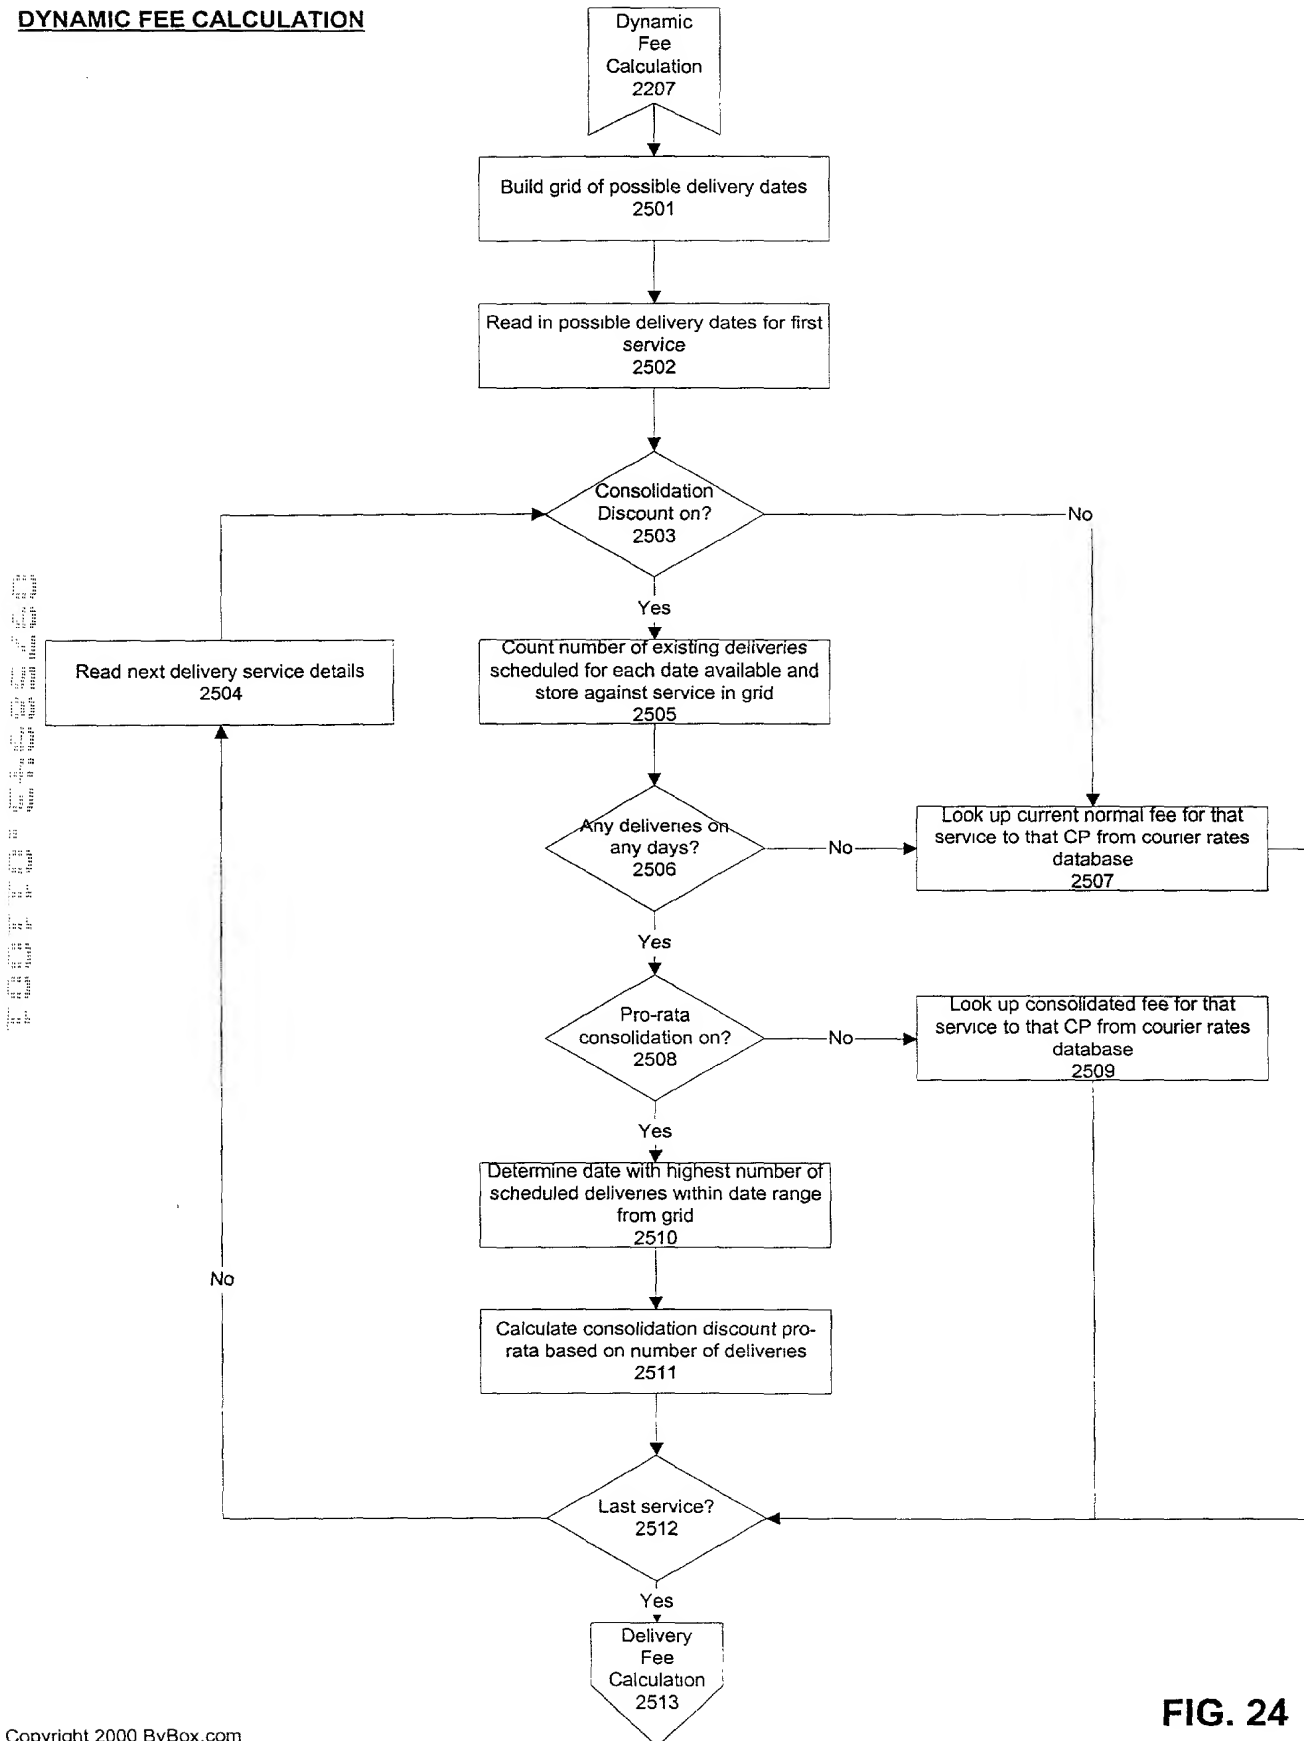 DYNAMIC FEE CALCULATION
Dynamic
Fee
Calculation
2207
Build grid of possible delivery dates
2501
Read in possible delivery dates for first
service
2502
Consolidation
Discount on?
2503
No
Yes
Read next delivery service details
2504
Count number of existing deliveries
scheduled for each date available and
store against service in grid
2505
Any deliveries on
any days?
2506
No
Look up current normal fee for that
service to that CP from courier rates
database
2507
Yes
Pro-rata
consolidation on?
2508
No
Look up consolidated fee for that
service to that CP from courier rates
database
2509
Yes
Determine date with highest number of
scheduled deliveries within date range
from grid
2510
No
Calculate consolidation discount pro-
rata based on number of deliveries
2511
Last service?
2512
Yes
Delivery
Fee
Calculation
2513
FIG. 24
Copyright 2000 ByBox.com